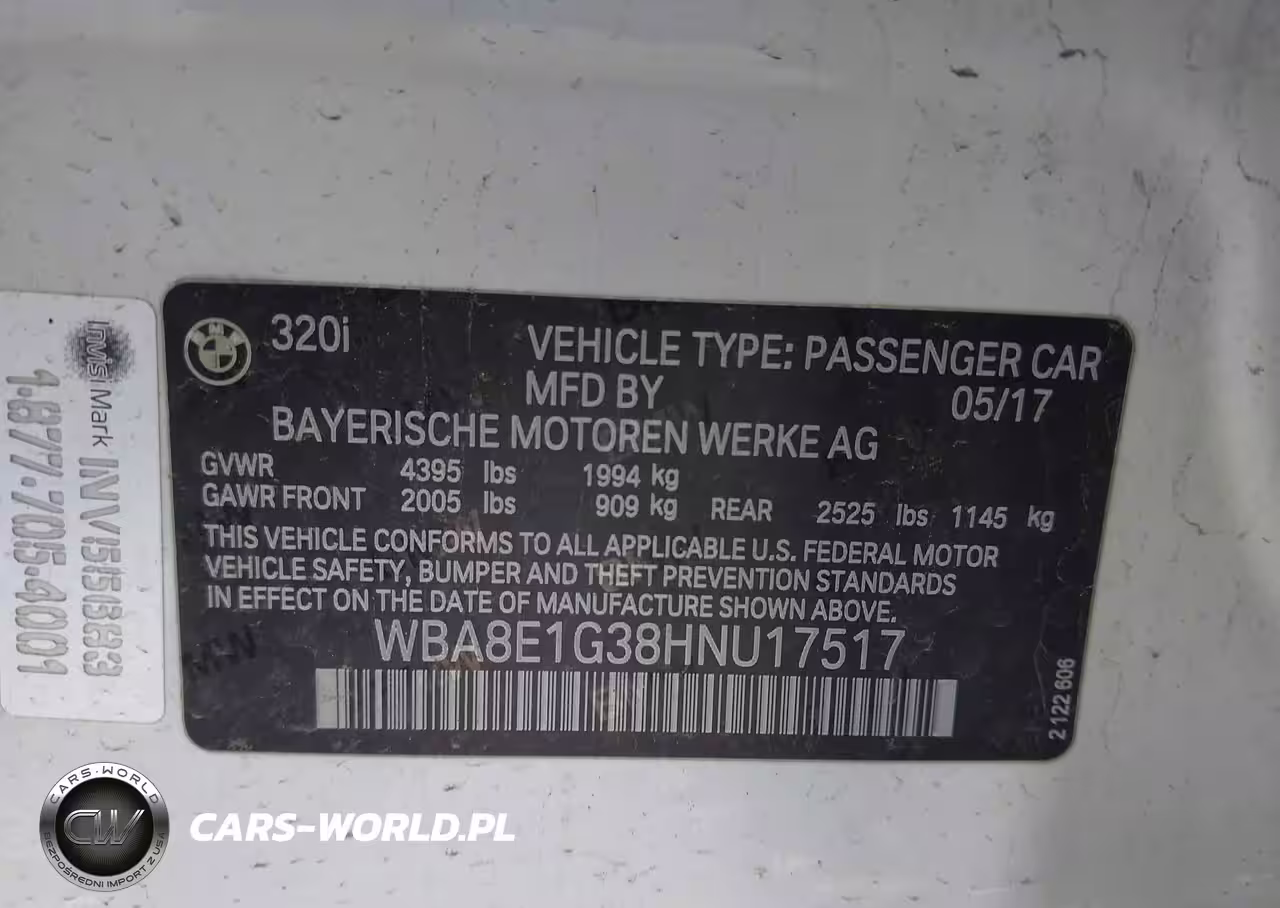 320i
VEHICLE TYPE: PASSENGER CAR
MFD BY 05/17
BAYERISCHE MOTOREN WERKE AG
GVWR 4395 lbs 1994 kg
GAWR FRONT 2005 lbs 909 kg REAR 2525 lbs 1145 kg
THIS VEHICLE CONFORMS TO ALL APPLICABLE U.S. FEDERAL MOTOR
VEHICLE SAFETY, BUMPER AND THEFT PREVENTION STANDARDS
IN EFFECT ON THE DATE OF MANUFACTURE SHOWN ABOVE.
WBA8E1G38HNU17517
2 122 606
InvisiMark
1.877.705.4001
CARS-WORLD
CW
BEZPOŚREDNI IMPORT Z USA
CARS-WORLD.PL